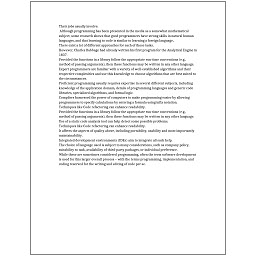 Their jobs usually involve:
Although programming has been presented in the media as a somewhat mathematical
subject, some research shows that good programmers have strong skills in natural human
languages, and that learning to code is similar to learning a foreign language.
There exist a lot of different approaches for each of those tasks.
However, Charles Babbage had already written his first program for the Analytical Engine in
1837.
Provided the functions in a library follow the appropriate run-time conventions (e.g.,
method of passing arguments), then these functions may be written in any other language.
Expert programmers are familiar with a variety of well-established algorithms and their
respective complexities and use this knowledge to choose algorithms that are best suited to
the circumstances.
Proficient programming usually requires expertise in several different subjects, including
knowledge of the application domain, details of programming languages and generic code
libraries, specialized algorithms, and formal logic.
Compilers harnessed the power of computers to make programming easier by allowing
programmers to specify calculations by entering a formula using infix notation.
Techniques like Code refactoring can enhance readability.
Provided the functions in a library follow the appropriate run-time conventions (e.g.,
method of passing arguments), then these functions may be written in any other language.
Use of a static code analysis tool can help detect some possible problems.
Techniques like Code refactoring can enhance readability.
It affects the aspects of quality above, including portability, usability and most importantly
maintainability.
Integrated development environments (IDEs) aim to integrate all such help.
The choice of language used is subject to many considerations, such as company policy,
suitability to task, availability of third-party packages, or individual preference.
While these are sometimes considered programming, often the term software development
is used for this larger overall process – with the terms programming, implementation, and
coding reserved for the writing and editing of code per se.